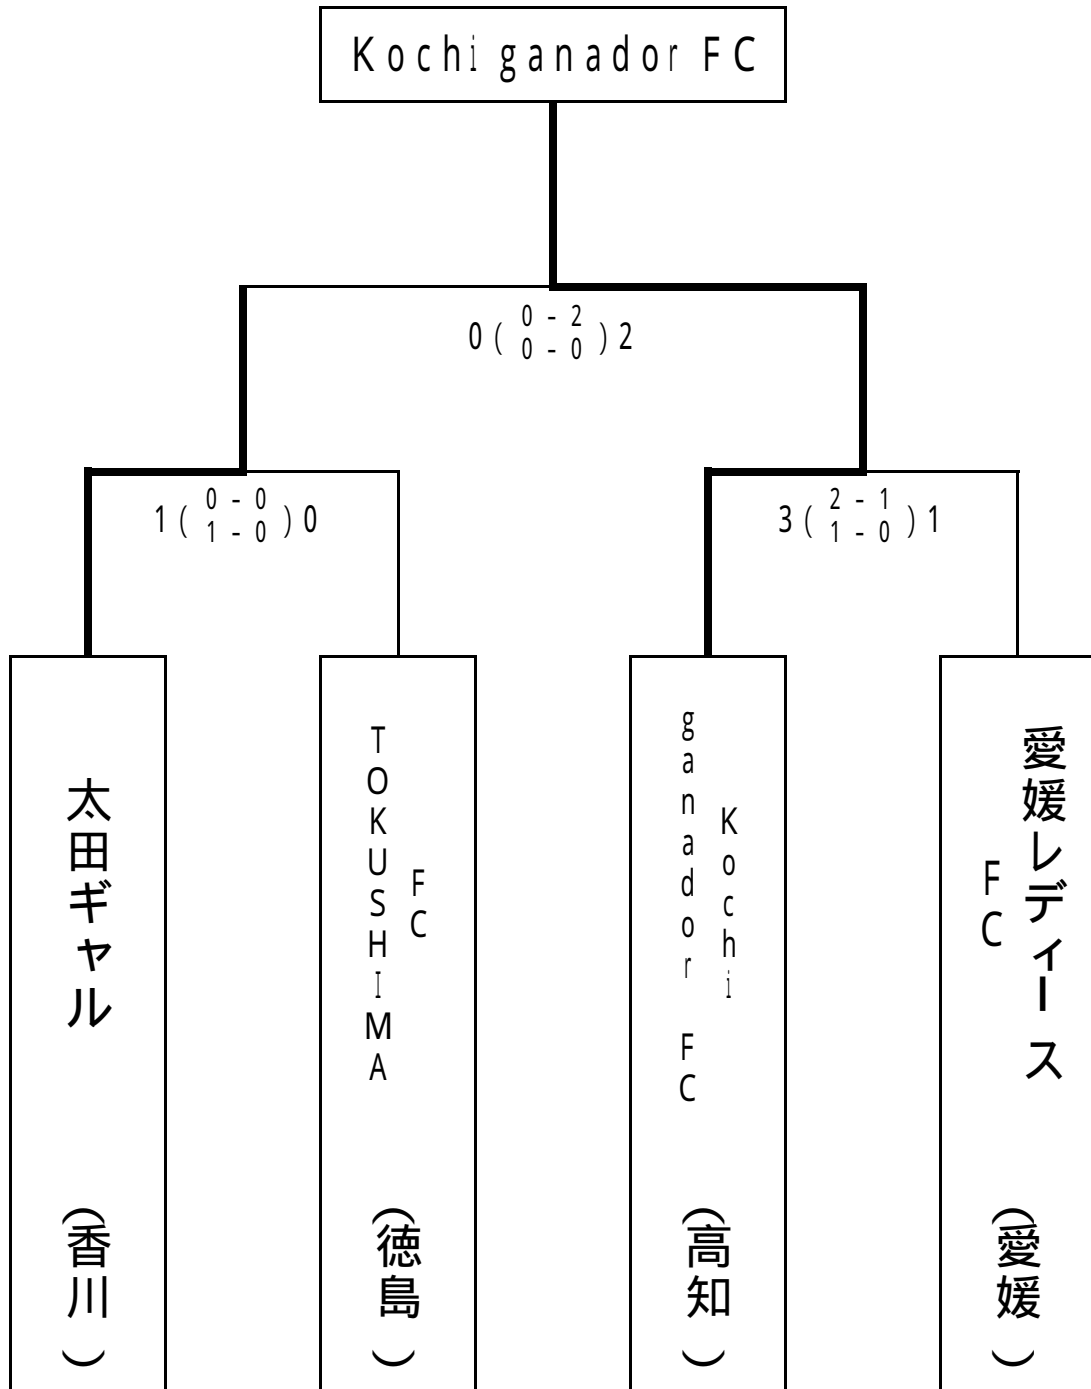 Kochi ganador FC
0 ( 0 - 2
0 - 0 ) 2
1 ( 0 - 0
1 - 0 ) 0
3 ( 2 - 1
1 - 0 ) 1
太田ギャル
(香川)
TOKUSHIMA
FC
(徳島)
Kochi
ganador FC
(高知)
愛媛レディース
FC
(愛媛)